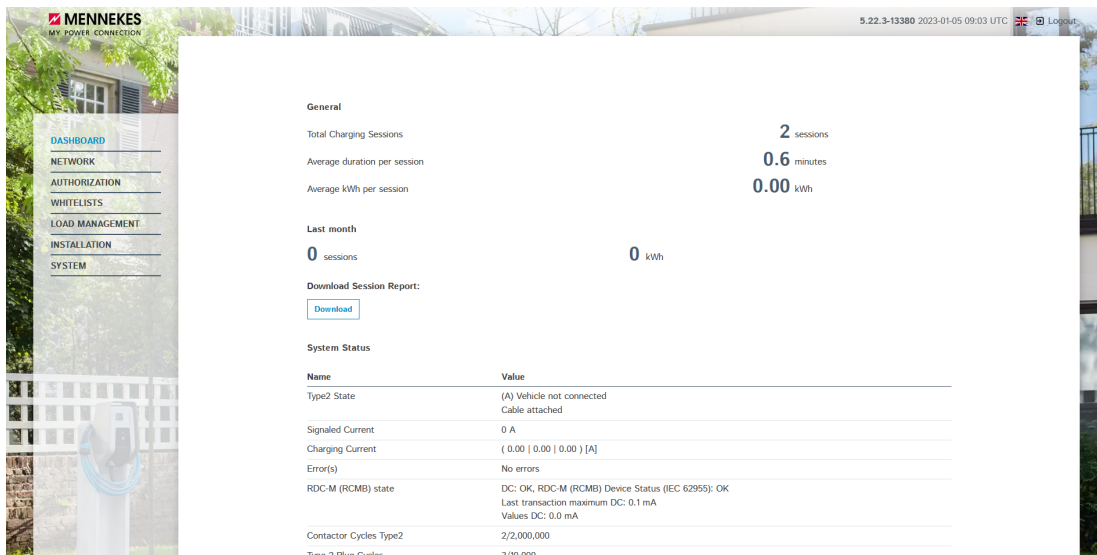 MENNEKES
MY POWER CONNECTION
5.22.3-13380 2023-01-05 09:03 UTC Logout
DASHBOARD
NETWORK
AUTHORIZATION
WHITELISTS
LOAD MANAGEMENT
INSTALLATION
SYSTEM
General
Total Charging Sessions 2 sessions
Average duration per session 0.6 minutes
Average kWh per session 0.00 kWh
Last month
0 sessions 0 kWh
Download Session Report:
Download
System Status
Name Value
Type2 State (A) Vehicle not connected
Cable attached
Signaled Current 0 A
Charging Current ( 0.00 | 0.00 | 0.00 ) [A]
Error(s) No errors
RDC-M (RCMB) state DC: OK, RDC-M (RCMB) Device Status (IEC 62955): OK
Last transaction maximum DC: 0.1 mA
Values DC: 0.0 mA
Contactor Cycles Type2 2/2,000,000
Type 2 Plug Cycles